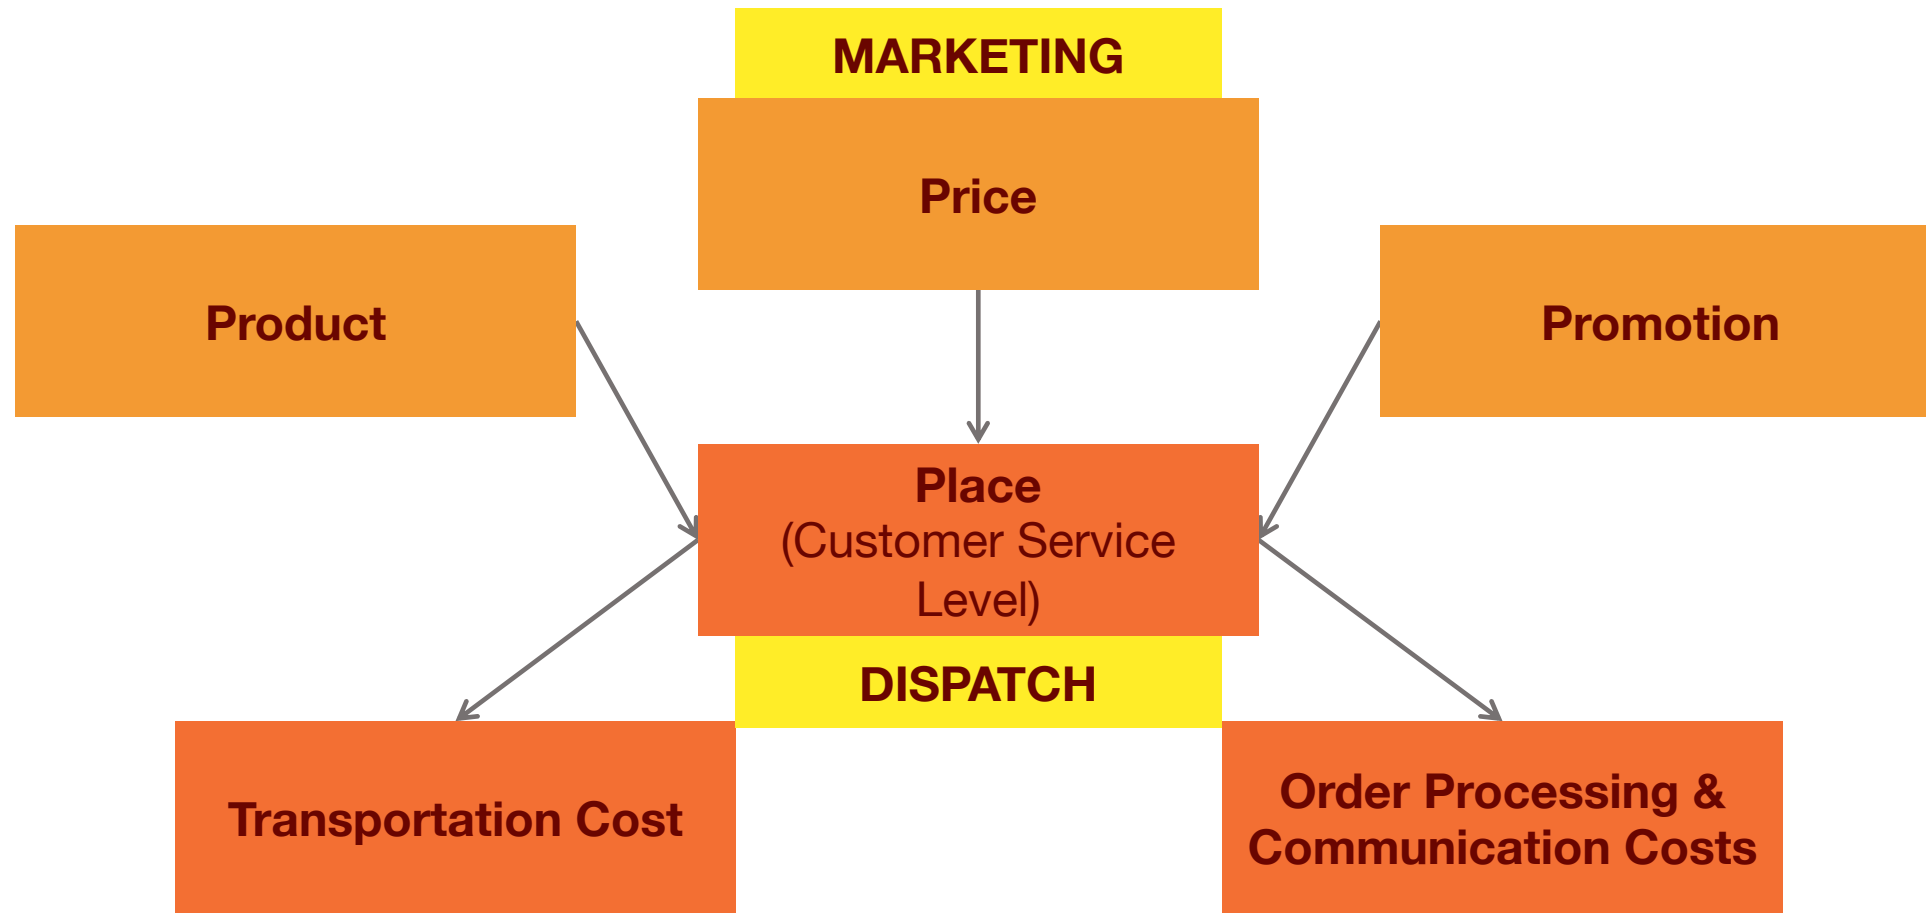 MARKETING
Price
Product
Promotion
Place
(Customer Service
Level)
DISPATCH
Transportation Cost
Order Processing &
Communication Costs